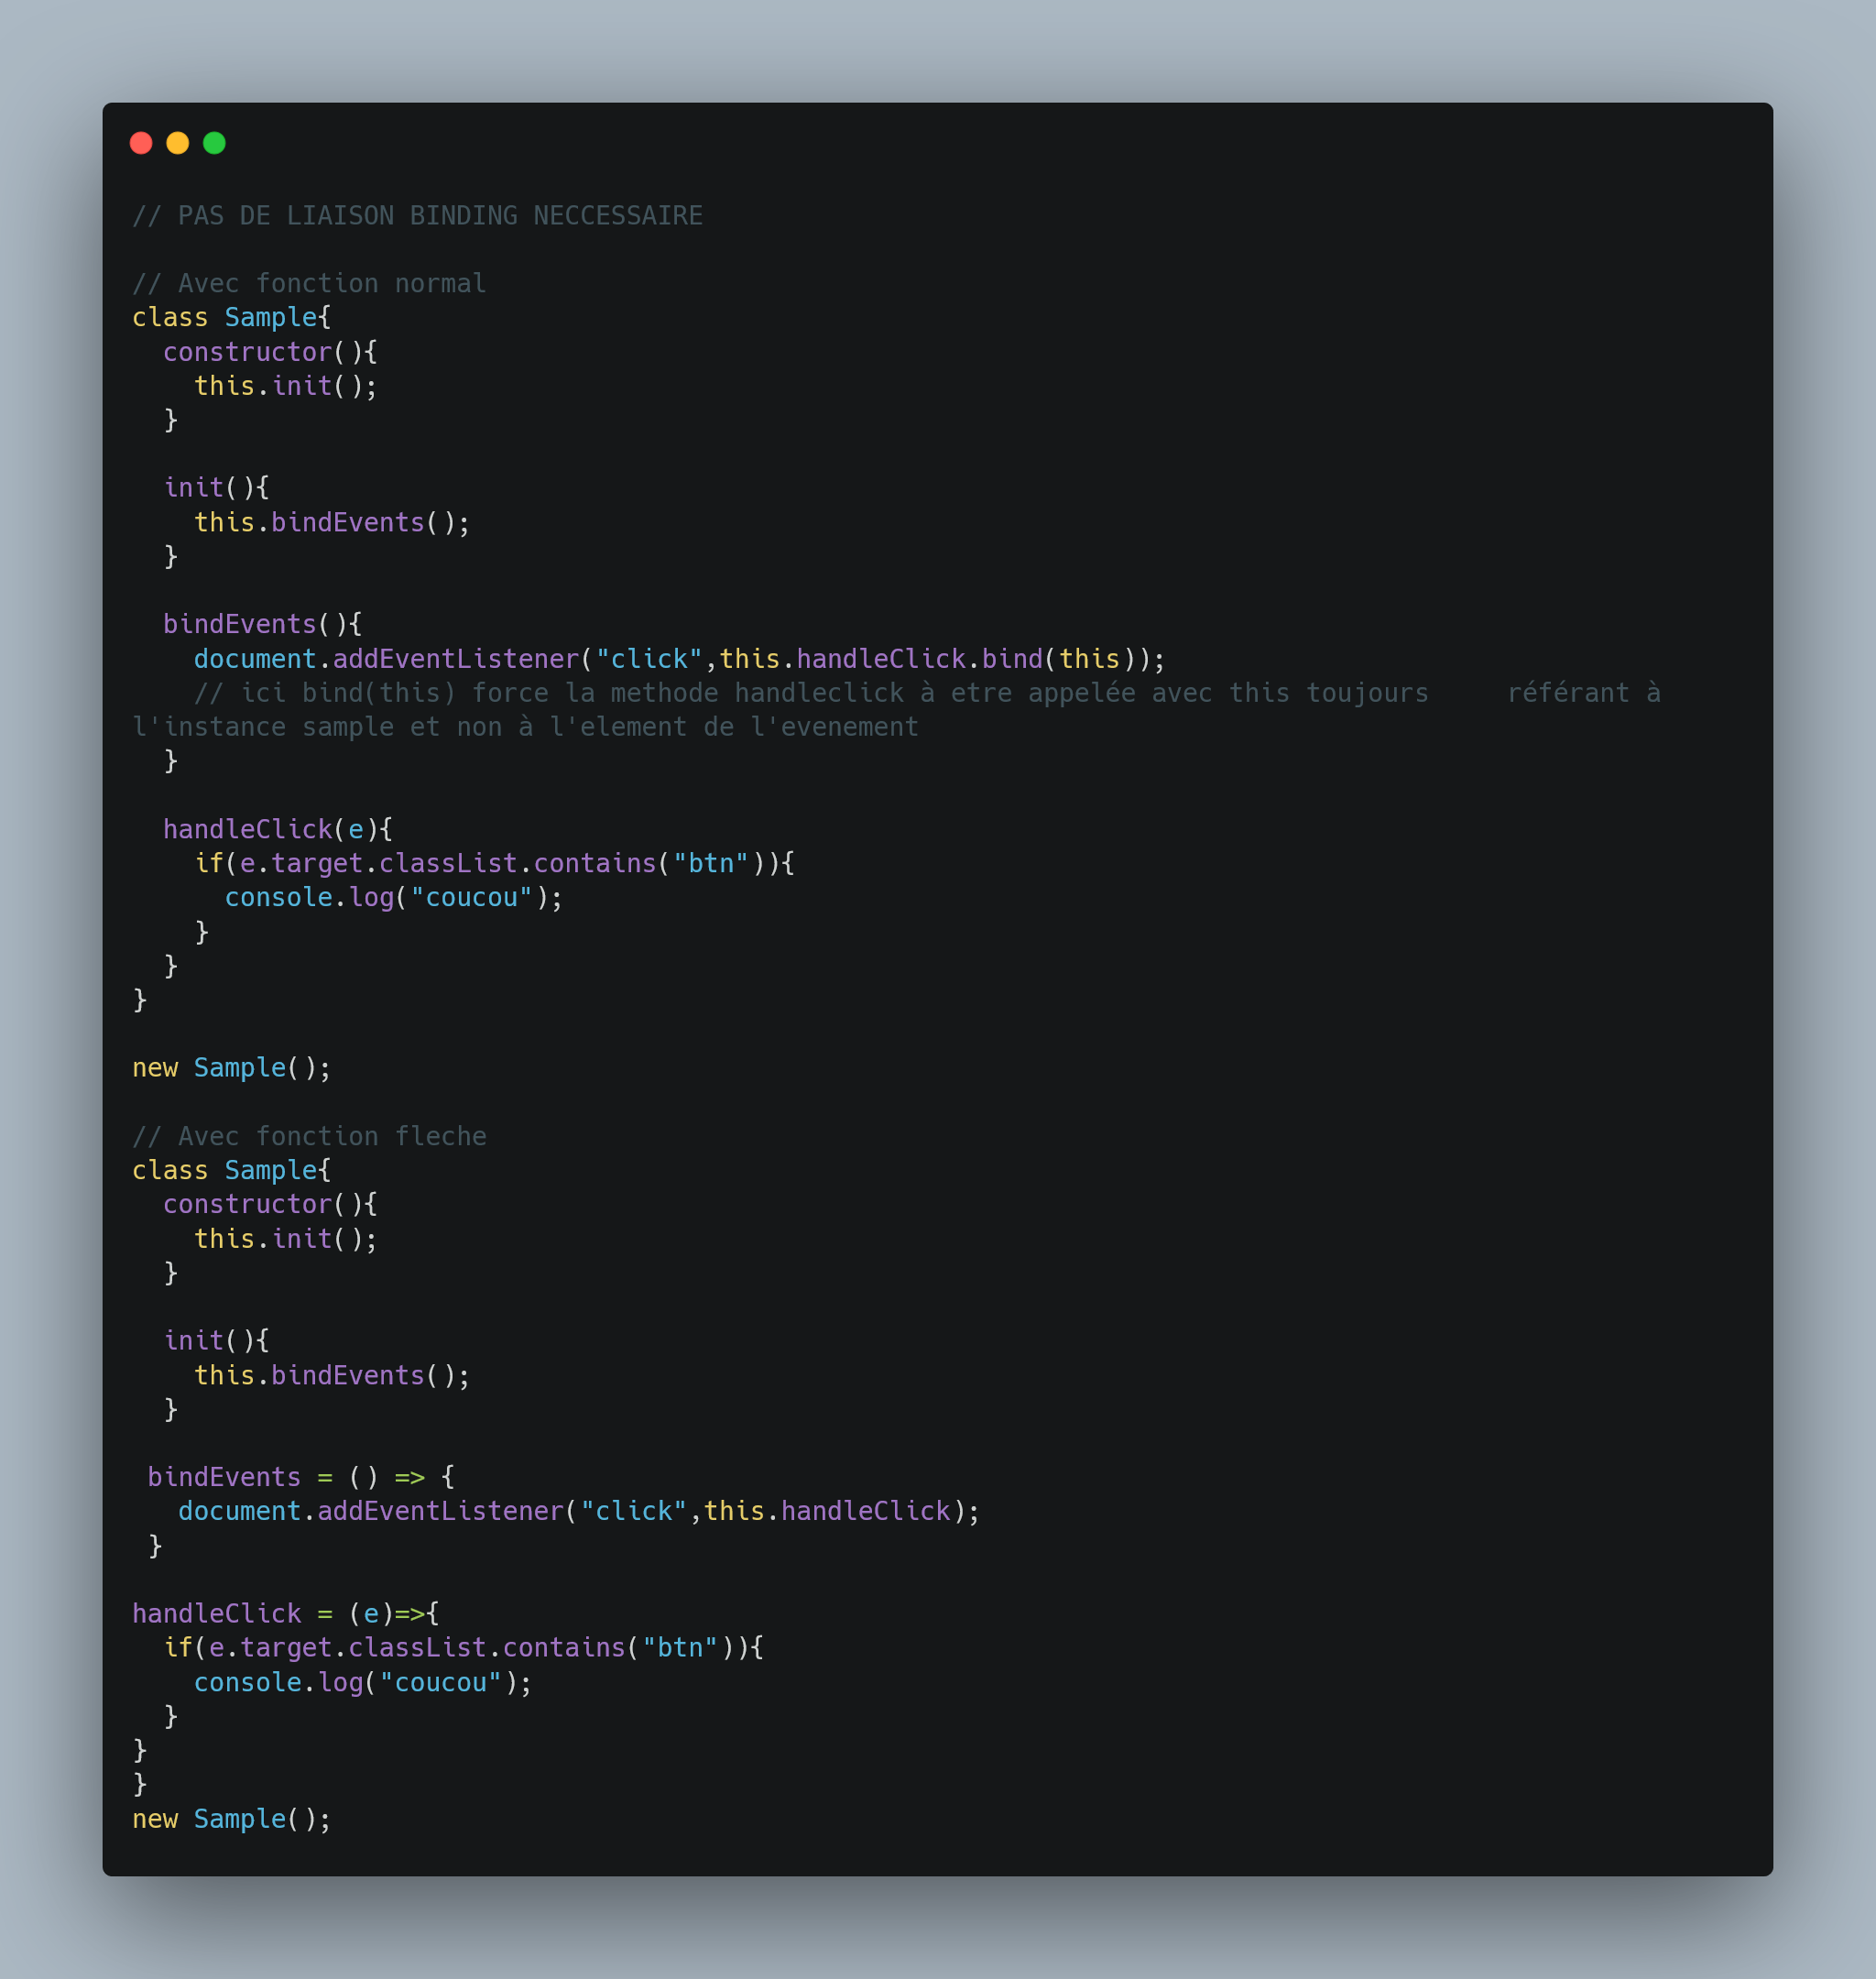 // PAS DE LIAISON BINDING NECCESSAIRE

// Avec fonction normal
class Sample{
  constructor(){
    this.init();
  }

  init(){
    this.bindEvents();
  }

  bindEvents(){
    document.addEventListener("click",this.handleClick.bind(this));
    // ici bind(this) force la methode handleclick à etre appelée avec this toujours     référant à
l'instance sample et non à l'element de l'evenement
  }

  handleClick(e){
    if(e.target.classList.contains("btn")){
      console.log("coucou");
    }
  }
}

new Sample();

// Avec fonction fleche
class Sample{
  constructor(){
    this.init();
  }

  init(){
    this.bindEvents();
  }

 bindEvents = () => {
   document.addEventListener("click",this.handleClick);
 }

handleClick = (e)=>{
  if(e.target.classList.contains("btn")){
    console.log("coucou");
  }
}
}
new Sample();